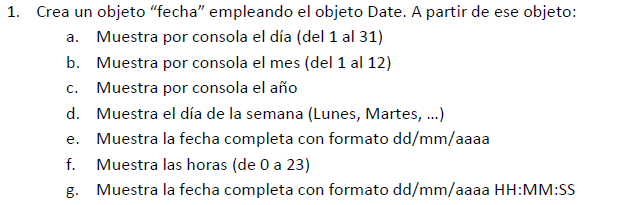 1. Crea un objeto “fecha” empleando el objeto Date. A partir de ese objeto:
a. Muestra por consola el día (del 1 al 31)
b. Muestra por consola el mes (del 1 al 12)
c. Muestra por consola el año
d. Muestra el día de la semana (Lunes, Martes, …)
e. Muestra la fecha completa con formato dd/mm/aaaa
f. Muestra las horas (de 0 a 23)
g. Muestra la fecha completa con formato dd/mm/aaaa HH:MM:SS